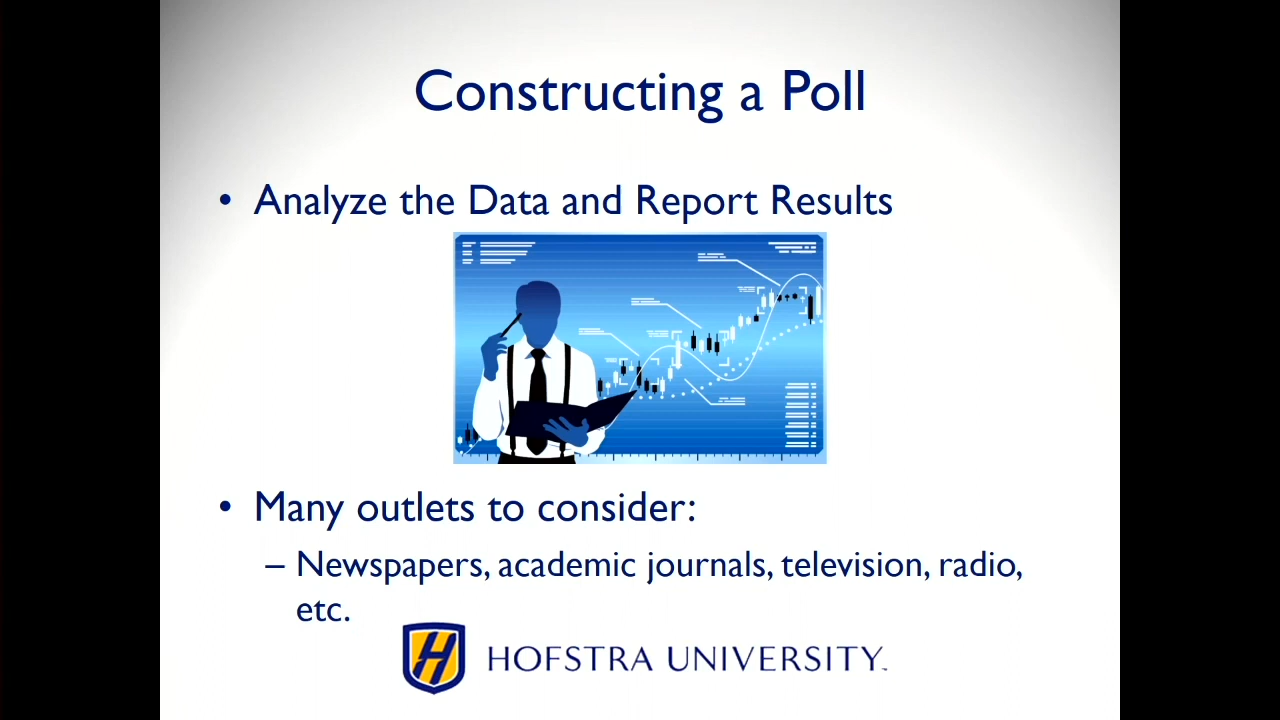 Constructing a Poll
• Analyze the Data and Report Results
• Many outlets to consider:
– Newspapers, academic journals, television, radio,
etc.
H
HOFSTRA UNIVERSITY™